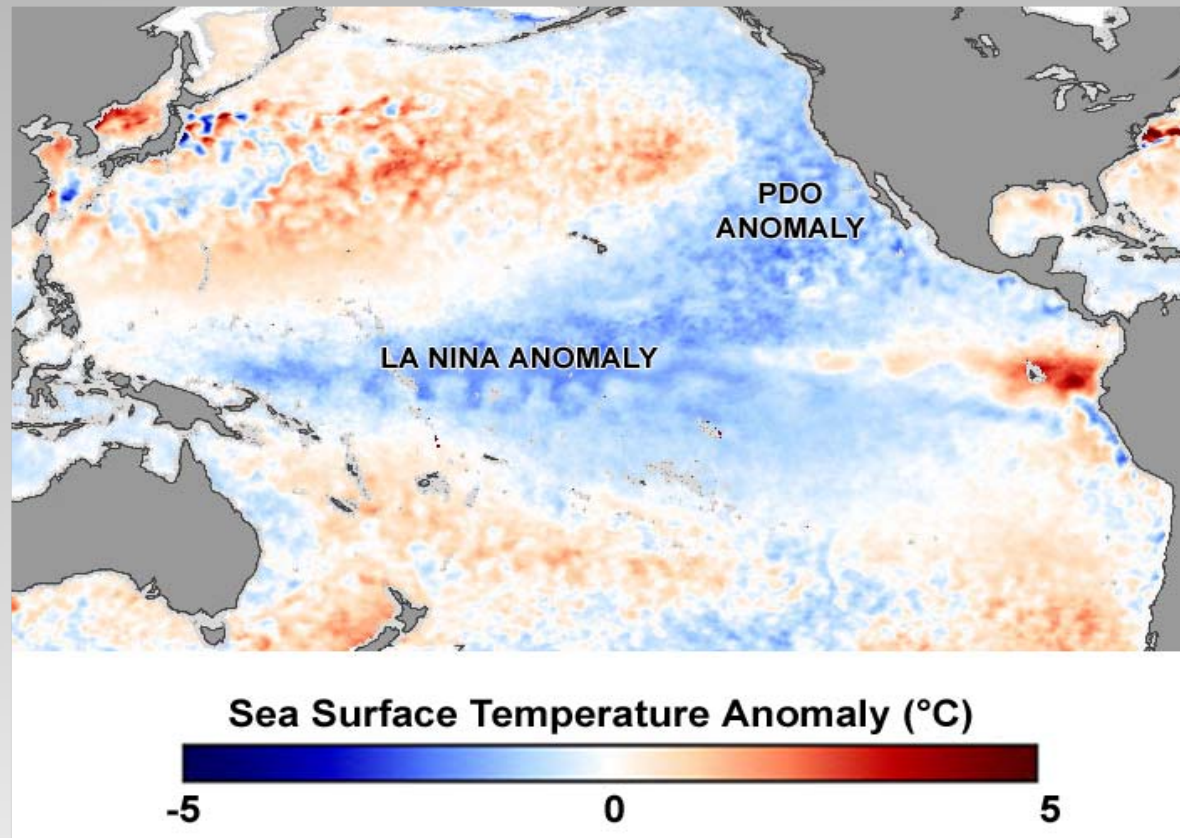 PDO
ANOMALY
LA NINA ANOMALY
Sea Surface Temperature Anomaly (°C)
-5 0 5